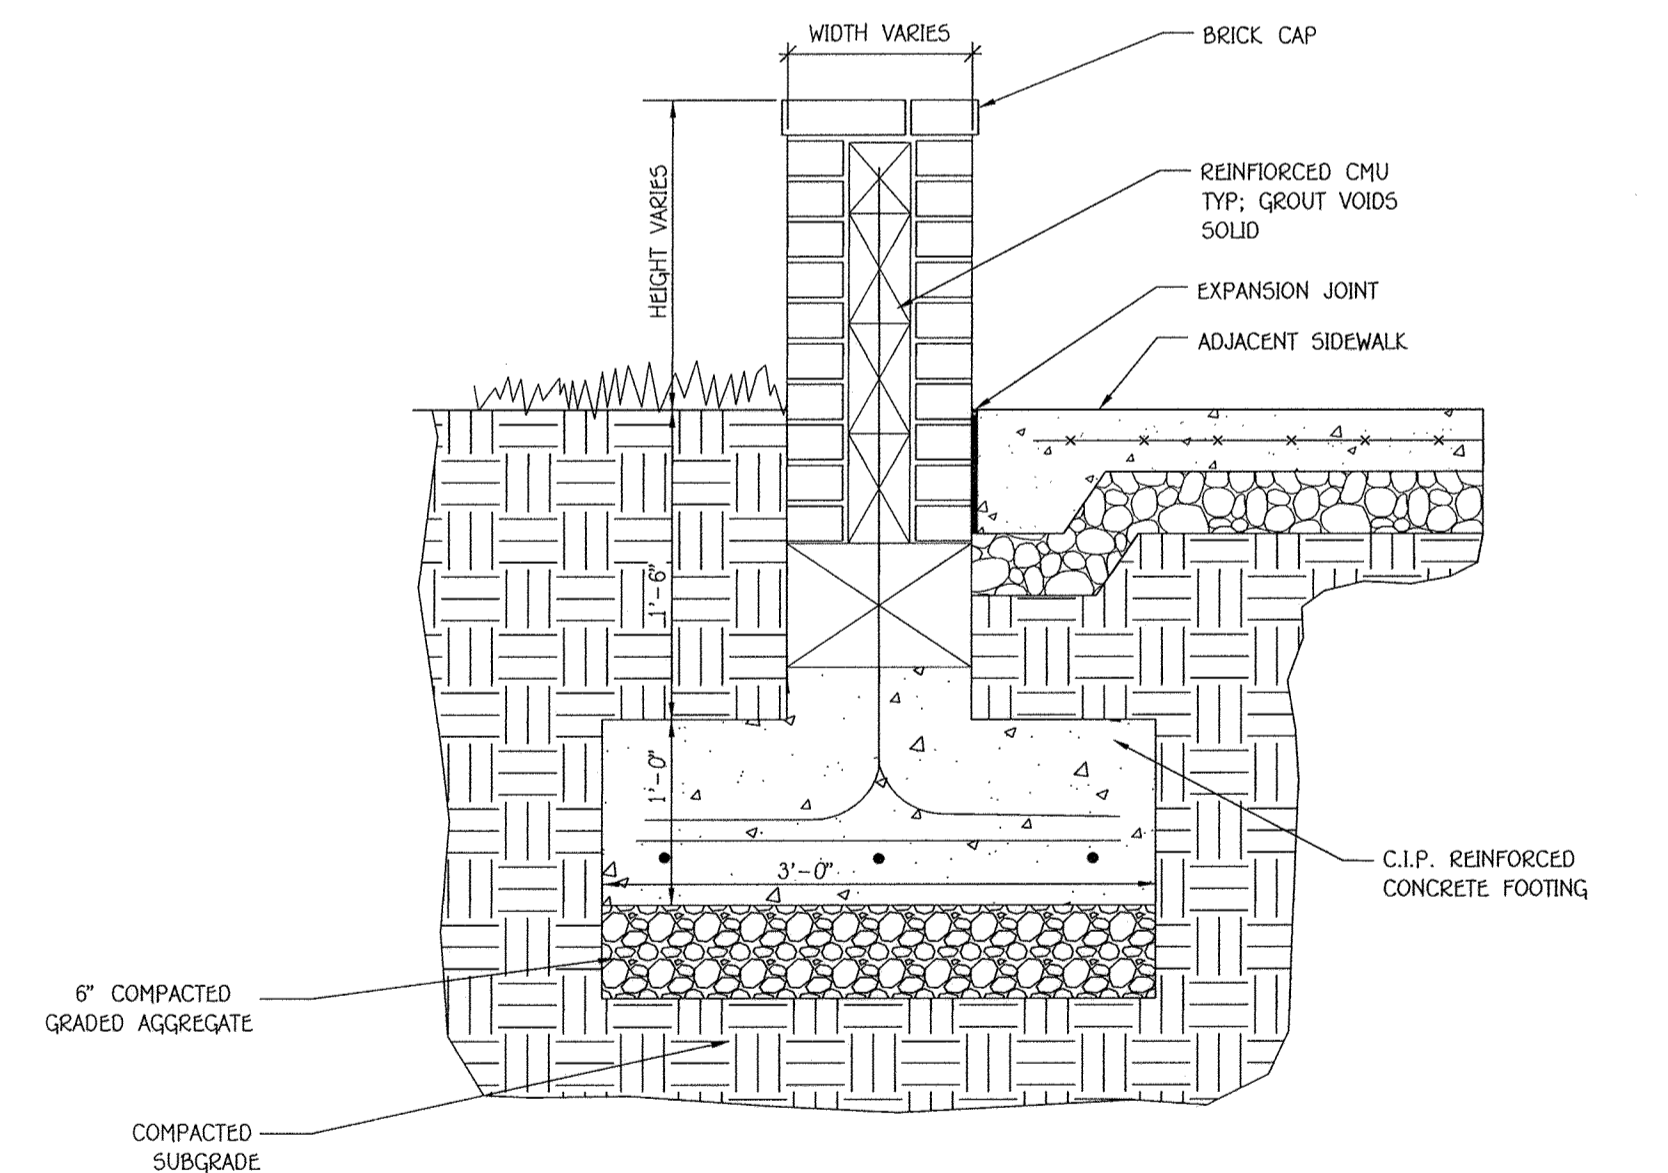 WIDTH VARIES
BRICK CAP
HEIGHT VARIES
REINFIORCED CMU
TYP; GROUT VOIDS
SOLID
EXPANSION JOINT
ADJACENT SIDEWALK
1'-6"
1'-0"
3'-0"
C.I.P. REINFORCED
CONCRETE FOOTING
6" COMPACTED
GRADED AGGREGATE
COMPACTED
SUBGRADE